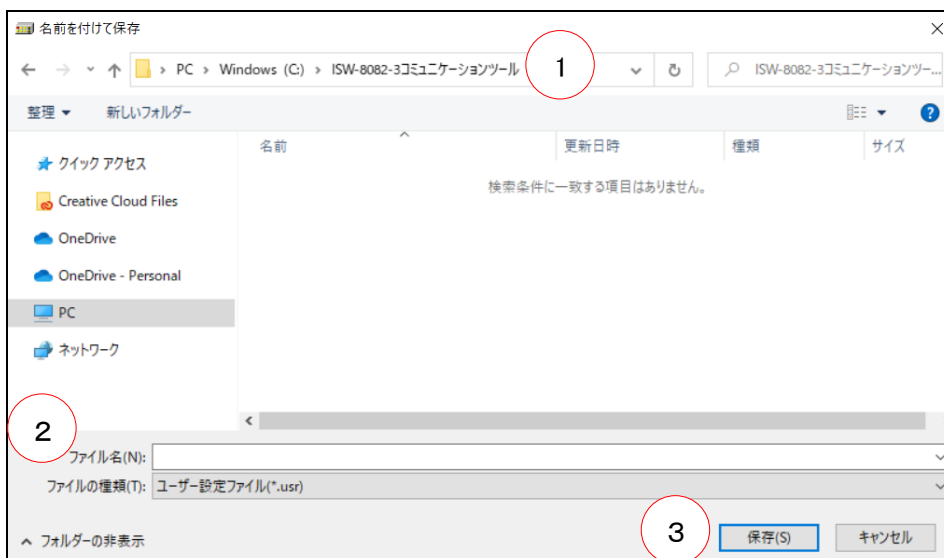 名前を付けて保存
PC › Windows (C:) › ISW-8082-3コミュニケーションツール
1
ISW-8082-3コミュニケーションツー...
整理 新しいフォルダー
?
名前 更新日時 種類 サイズ
検索条件に一致する項目はありません。
クイック アクセス
Creative Cloud Files
OneDrive
OneDrive - Personal
PC
ネットワーク
2
ファイル名(N):
ファイルの種類(T): ユーザー設定ファイル(*.usr)
フォルダーの非表示
3
保存(S) キャンセル